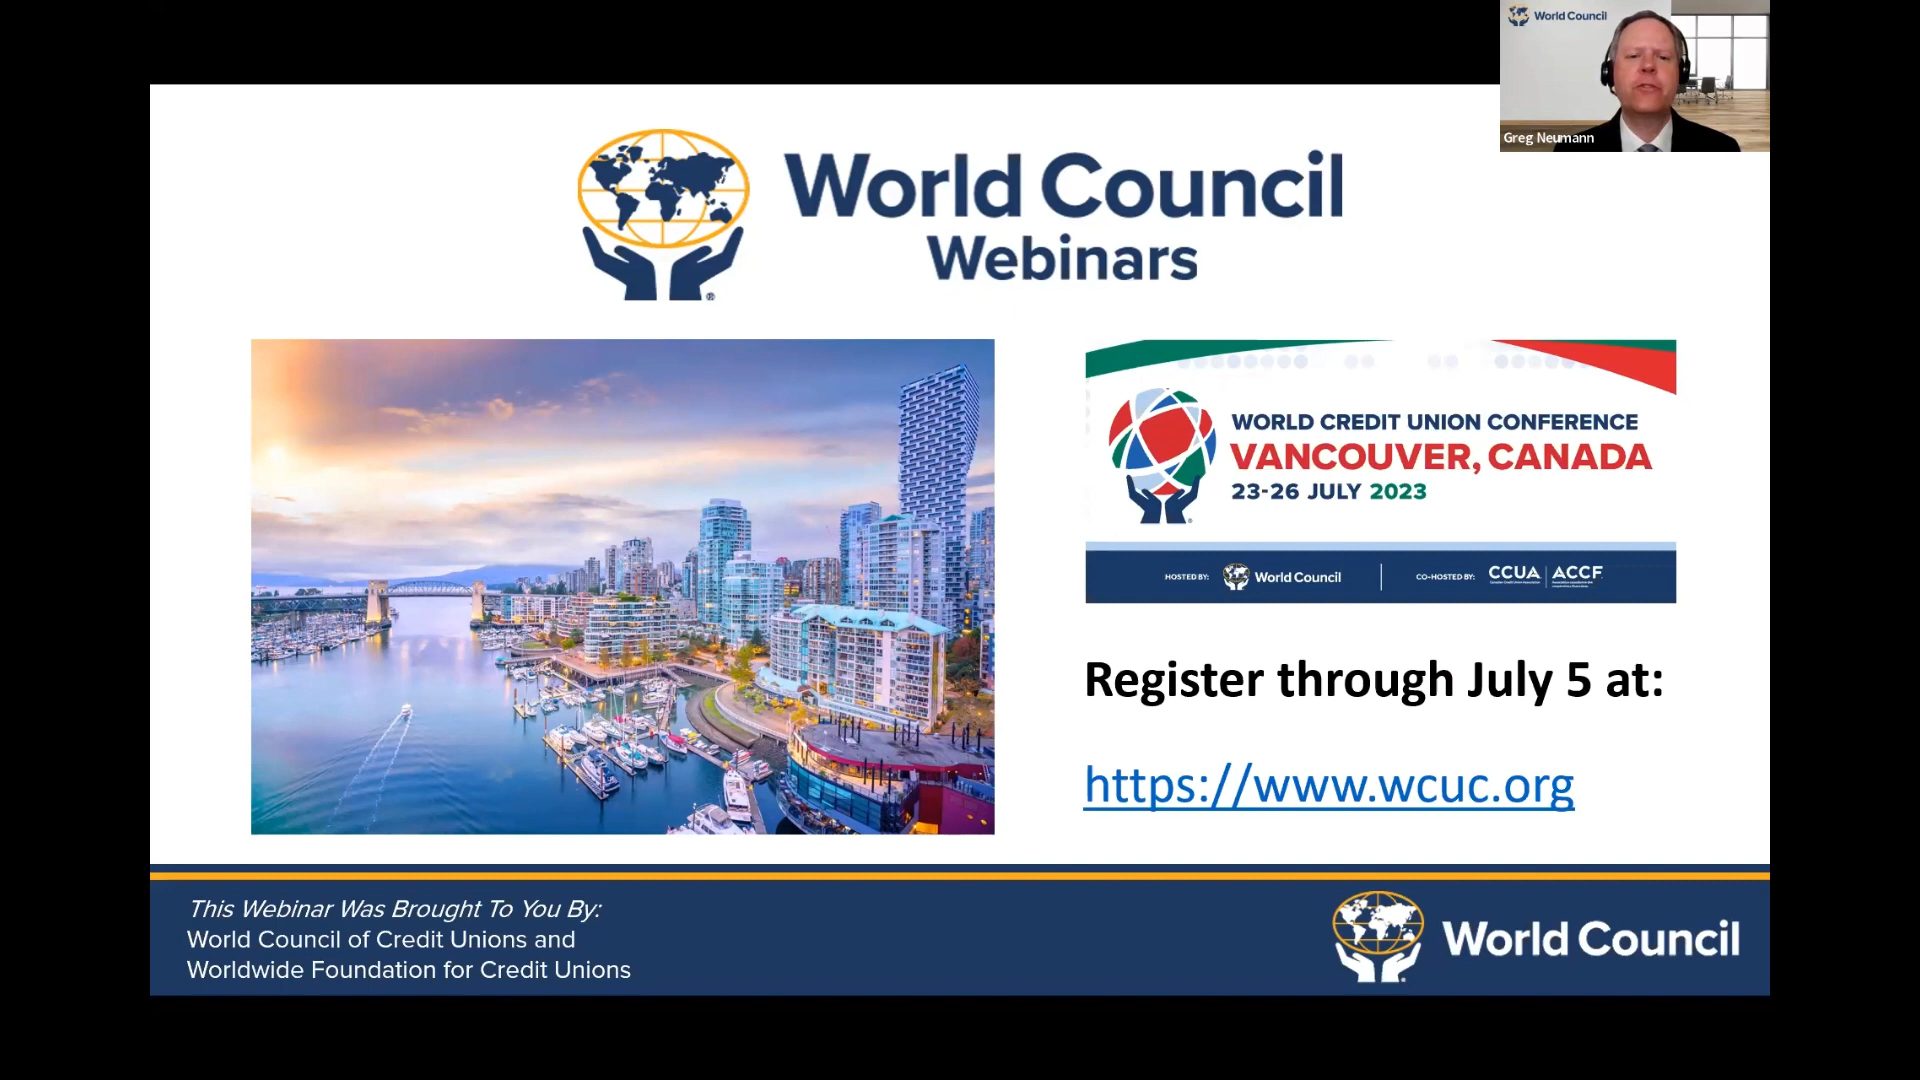 World Council
Greg Neumann
World Council
Webinars
WORLD CREDIT UNION CONFERENCE
VANCOUVER, CANADA
23-26 JULY 2023
HOSTED BY: World Council CO-HOSTED BY: CCUA ACCF
Register through July 5 at:
https://www.wcuc.org
This Webinar Was Brought To You By:
World Council of Credit Unions and
Worldwide Foundation for Credit Unions
World Council